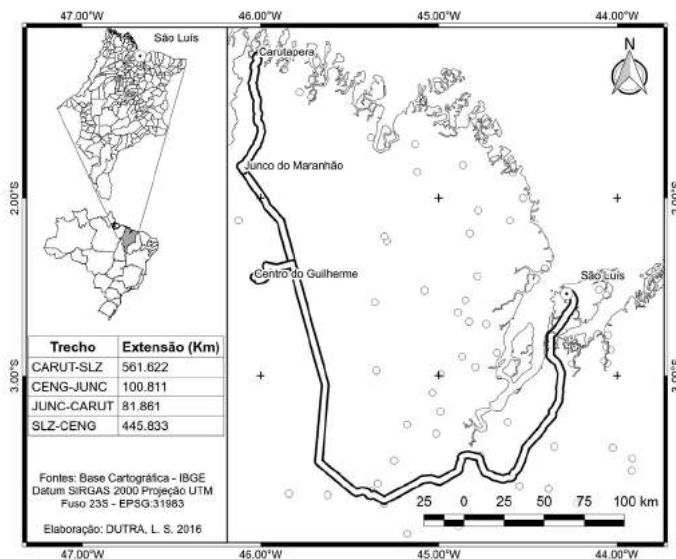 47.00°W 46.00°W 45.00°W 44.00°W
São Luís
Carutapera
N
Junco do Maranhão
2.00°S 2.00°S
Centro do Guilherme
São Luís
Trecho Extensão (Km)
CARUT-SLZ 561.622
CENG-JUNC 100.811
JUNC-CARUT 81.861
SLZ-CENG 445.833
3.00°S 3.00°S
Fontes: Base Cartográfica - IBGE
Datum SIRGAS 2000 Projeção UTM
Fuso 23S - EPSG:31983
Elaboração: DUTRA, L. S. 2016
25 0 25 50 75 100 km
47.00°W 46.00°W 45.00°W 44.00°W